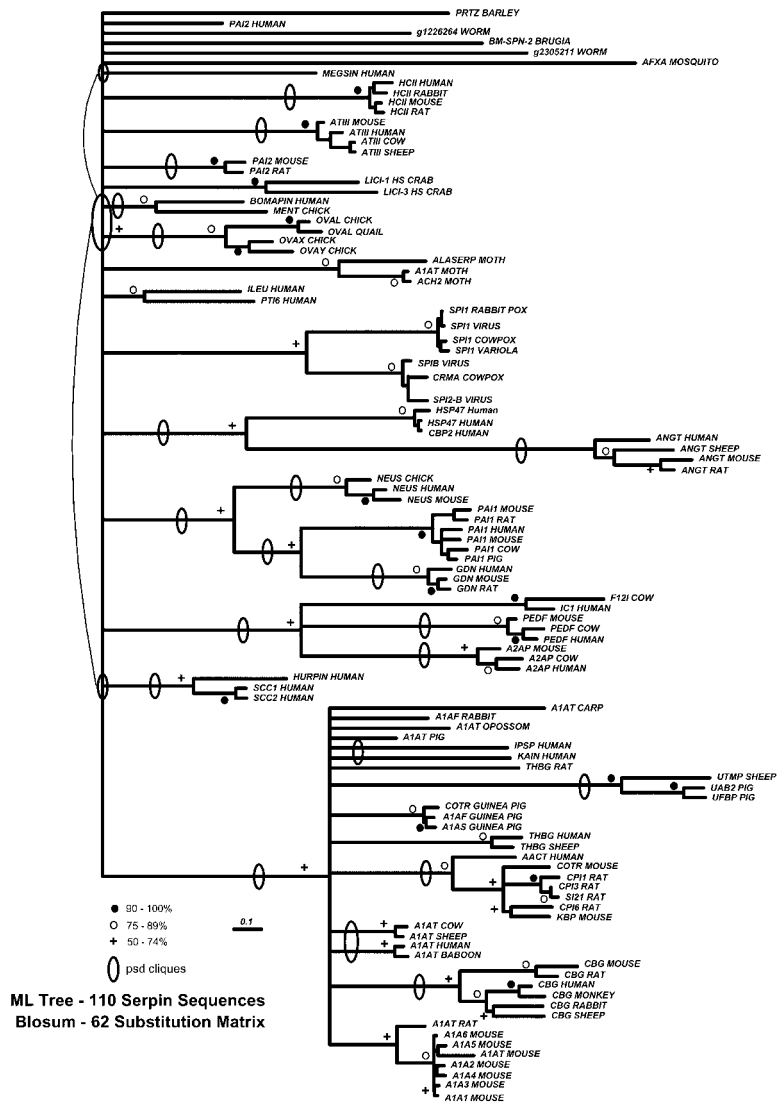 PRTZ BARLEY
PAI2 HUMAN
g1226264 WORM
BM-SPN-2 BRUGIA
g2305211 WORM
AFXA MOSQUITO
MEGSIN HUMAN
HCII HUMAN
HCII RABBIT
HCII MOUSE
HCII RAT
ATIII MOUSE
ATIII HUMAN
ATIII COW
ATIII SHEEP
PAI2 MOUSE
PAI2 RAT
LICI-1 HS CRAB
LICI-3 HS CRAB
BOMAPIN HUMAN
MENT CHICK
OVAL CHICK
OVAL QUAIL
OVAX CHICK
OVAY CHICK
ALASERP MOTH
A1AT MOTH
ACH2 MOTH
ILEU HUMAN
PTI6 HUMAN
SPI1 RABBIT POX
SPI1 VIRUS
SPI1 COWPOX
SPI1 VARIOLA
SPIB VIRUS
CRMA COWPOX
SPI2-B VIRUS
HSP47 Human
HSP47 HUMAN
CBP2 HUMAN
ANGT HUMAN
ANGT SHEEP
ANGT MOUSE
ANGT RAT
NEUS CHICK
NEUS HUMAN
NEUS MOUSE
PAI1 MOUSE
PAI1 RAT
PAI1 HUMAN
PAI1 MOUSE
PAI1 COW
PAI1 PIG
GDN HUMAN
GDN MOUSE
GDN RAT
F12I COW
IC1 HUMAN
PEDF MOUSE
PEDF COW
PEDF HUMAN
A2AP MOUSE
A2AP COW
A2AP HUMAN
HURPIN HUMAN
SCC1 HUMAN
SCC2 HUMAN
A1AT CARP
A1AF RABBIT
A1AT OPOSSOM
A1AT PIG
IPSP HUMAN
KAIN HUMAN
THBG RAT
UTMP SHEEP
UAB2 PIG
UFBP PIG
COTR GUINEA PIG
A1AF GUINEA PIG
A1AS GUINEA PIG
THBG HUMAN
THBG SHEEP
AACT HUMAN
COTR MOUSE
CPI1 RAT
CPI3 RAT
SI21 RAT
CPI6 RAT
KBP MOUSE
A1AT COW
A1AT SHEEP
A1AT HUMAN
A1AT BABOON
CBG MOUSE
CBG RAT
CBG HUMAN
CBG MONKEY
CBG RABBIT
CBG SHEEP
A1AT RAT
A1A6 MOUSE
A1A5 MOUSE
A1AT MOUSE
A1A2 MOUSE
A1A4 MOUSE
A1A3 MOUSE
A1A1 MOUSE
90 - 100%
75 - 89%
50 - 74%
0.1
psd cliques
ML Tree - 110 Serpin Sequences
Blosum - 62 Substitution Matrix